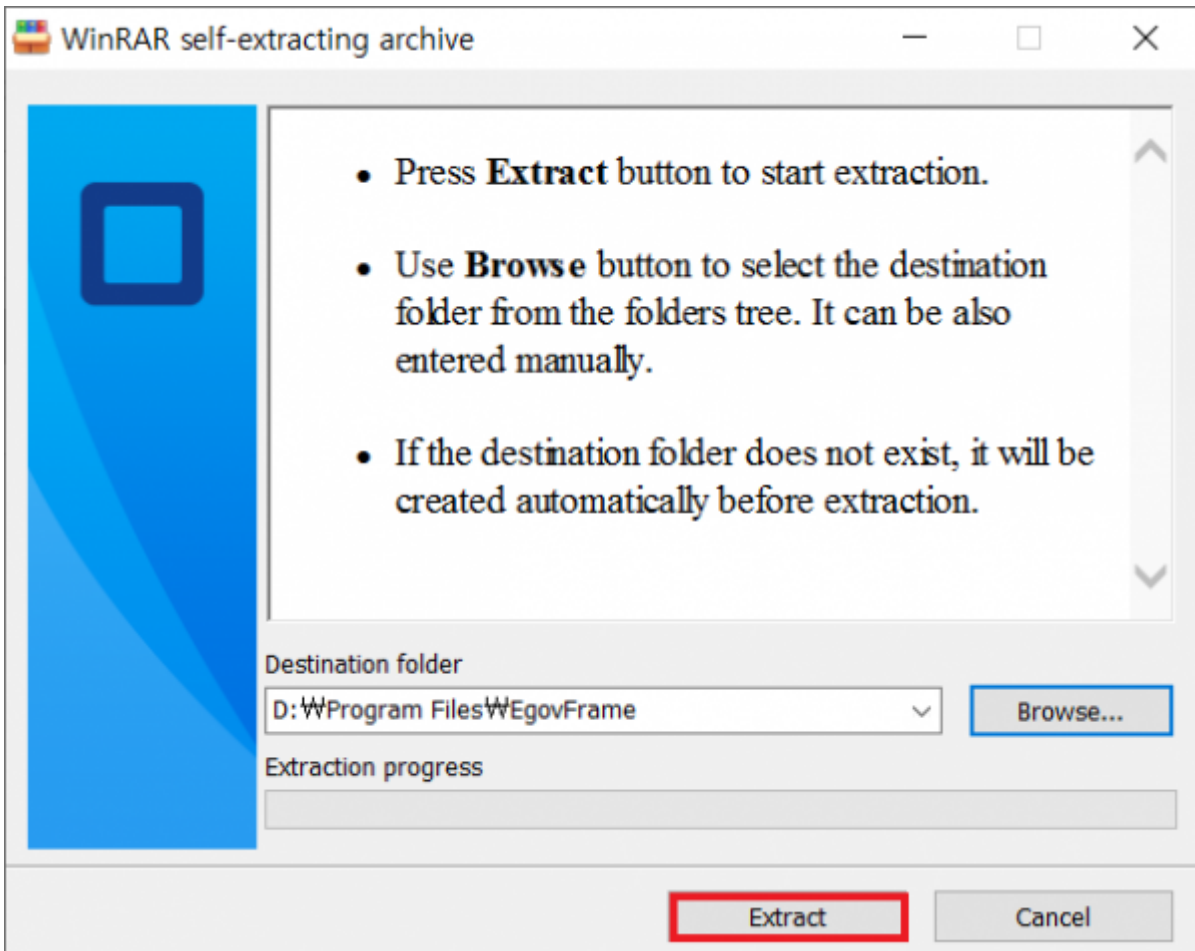 WinRAR self-extracting archive
• Press Extract button to start extraction.
• Use Browse button to select the destination
folder from the folders tree. It can be also
entered manually.
• If the destination folder does not exist, it will be
created automatically before extraction.
Destination folder
D:₩Program Files₩EgovFrame
Browse...
Extraction progress
Extract
Cancel